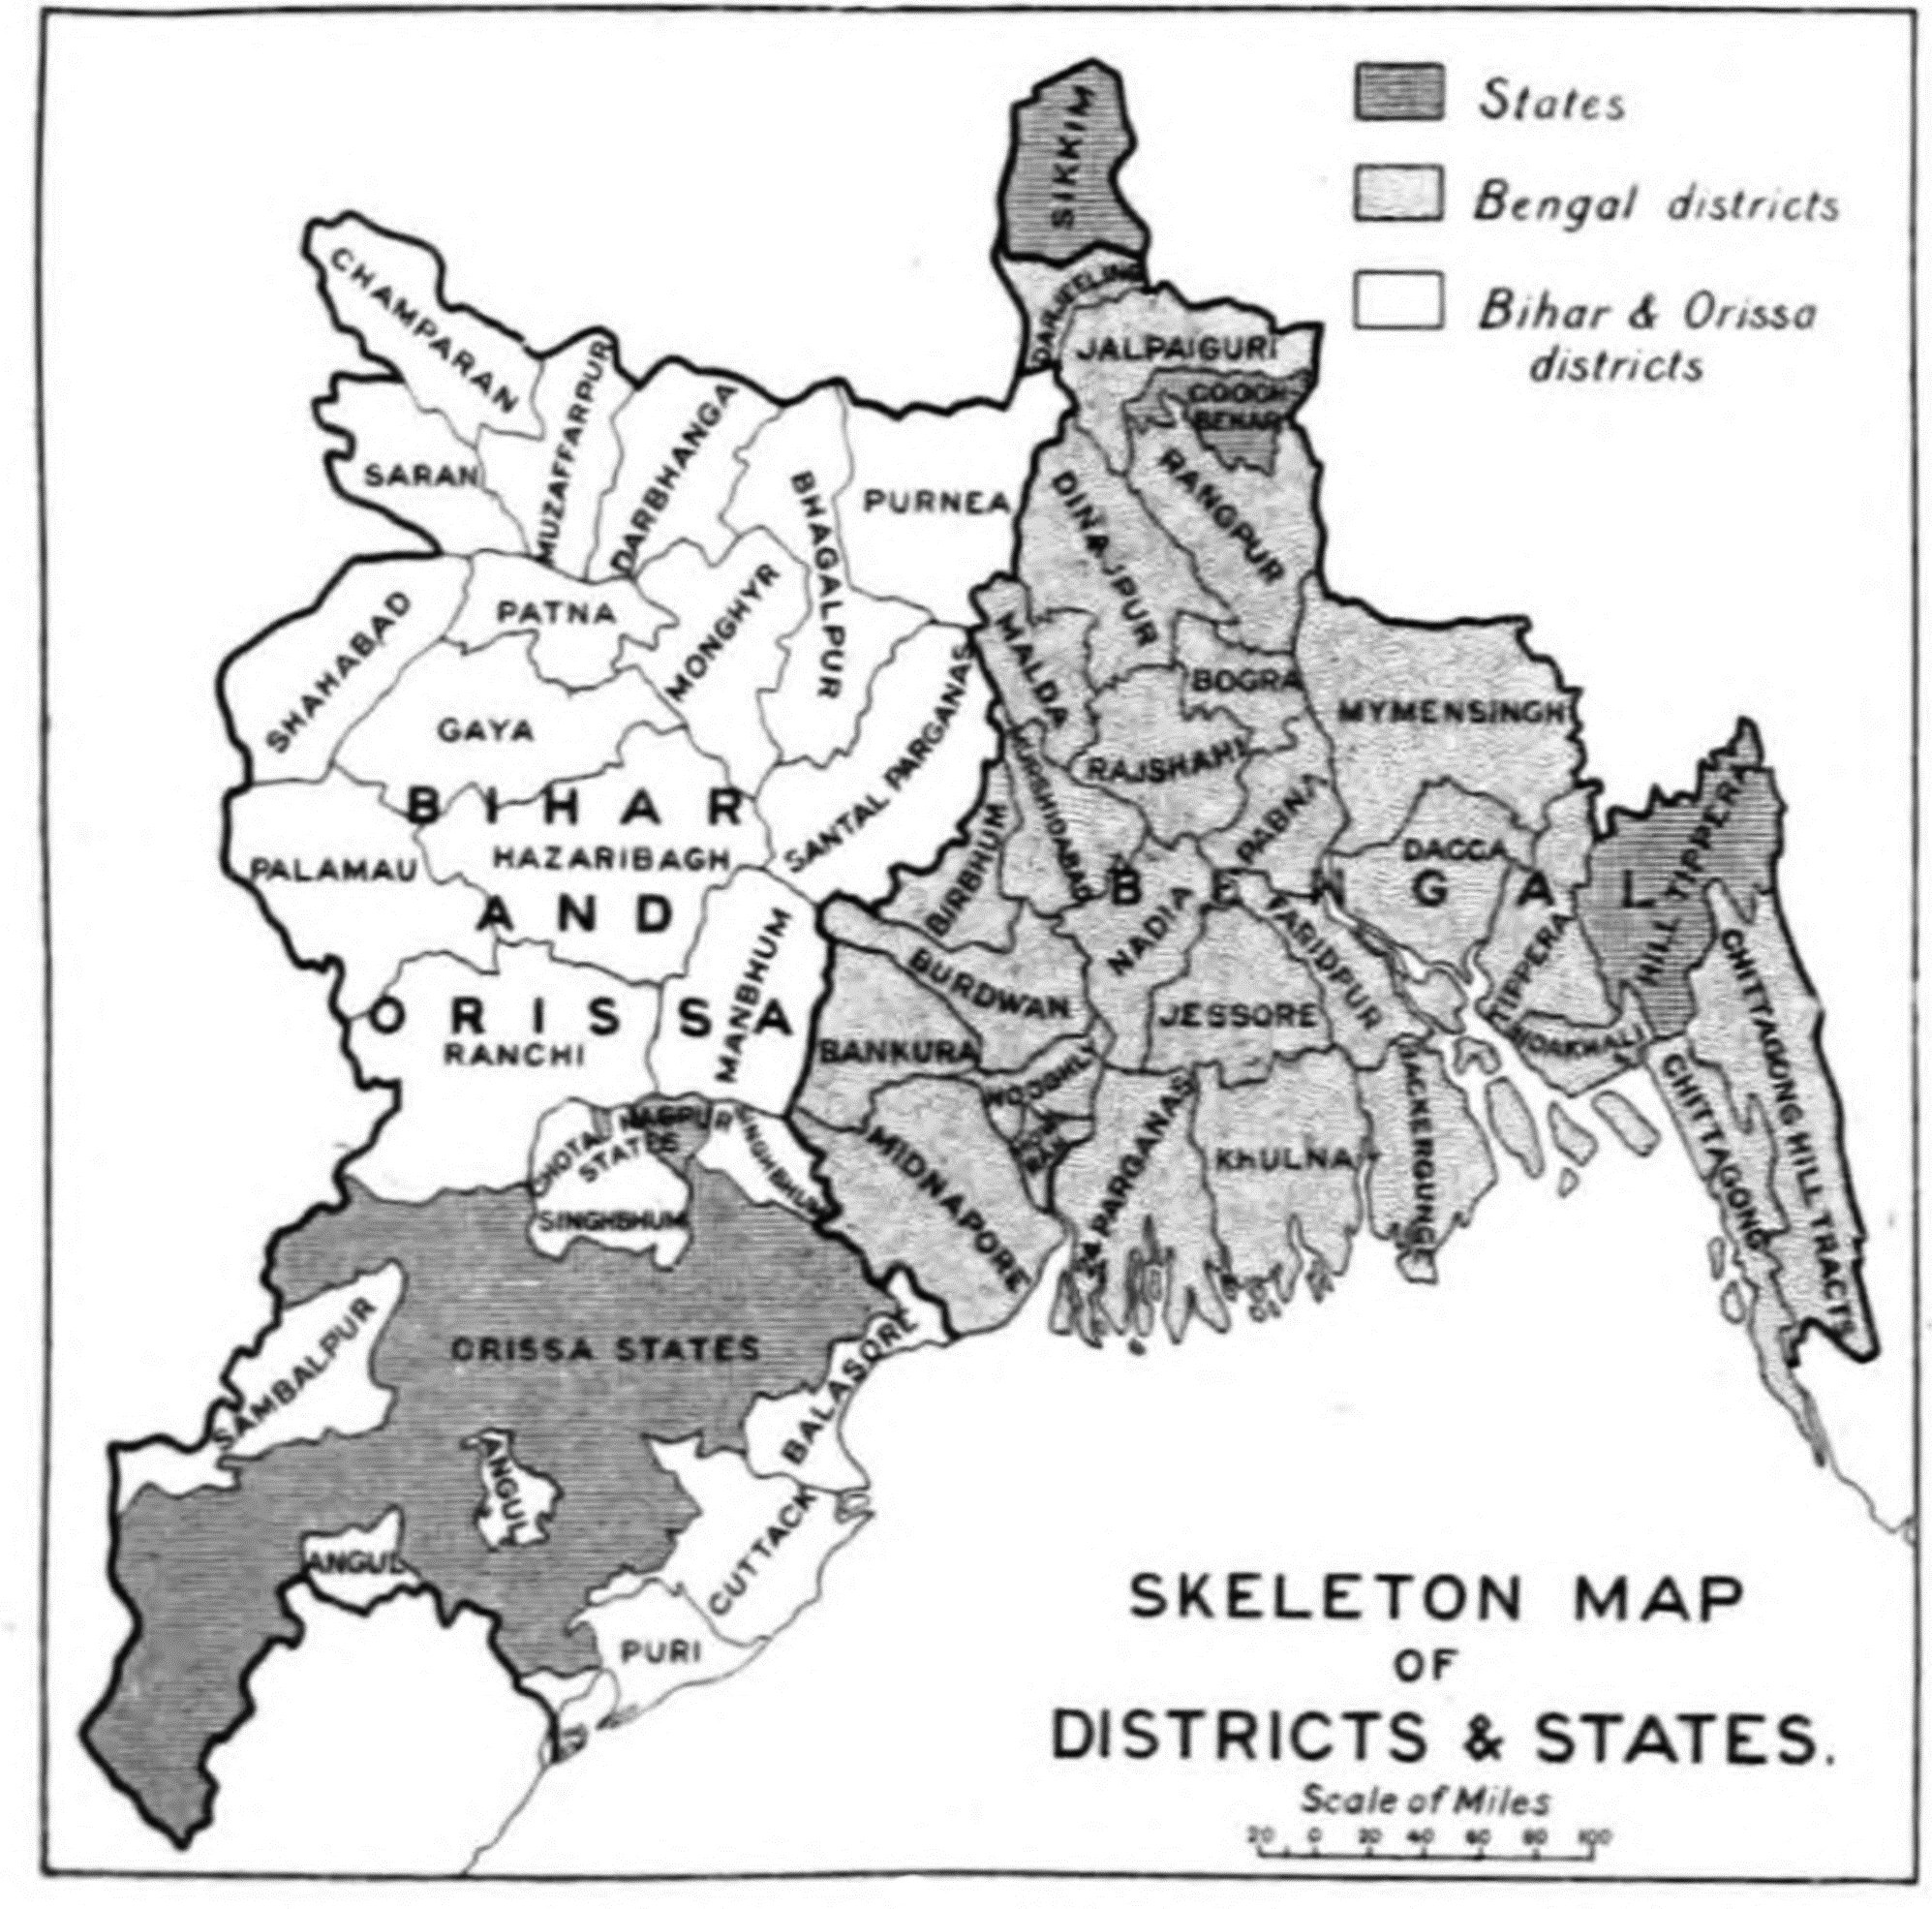 States
Bengal districts
Bihar & Orissa
districts
SIKKIM
DARJEELING
JALPAIGURI
COOCH
BEHAR
CHAMPARAN
MUZAFFARPUR
DARBHANGA
SARAN
BHAGALPUR
PURNEA
DINAJPUR
RANGPUR
SHAHABAD
PATNA
MONGHYR
MALDA
BOGRA
MYMENSINGH
GAYA
SANTAL PARGANAS
RAJSHAHI
MURSHIDABAD
PABNA
BIHAR
HAZARIBAGH
PALAMAU
AND
BIRBHUM
DACCA
BENGAL
HILL TIPPERA
NADIA
FARIDPUR
TIPPERA
MANBHUM
BURDWAN
JESSORE
CHITTAGONG HILL TRACTS
ORISSA
RANCHI
BANKURA
NOAKHALI
HOOGHLY
BACKERGUNGE
CHITTAGONG
CHOTA NAGPUR
STATES
SINGHBHUM
SINGHBHUM
MIDNAPORE
24 PARGANAS
KHULNA
SAMBALPUR
ORISSA STATES
BALASORE
ANGUL
ANGUL
CUTTACK
PURI
SKELETON MAP
OF
DISTRICTS & STATES.
Scale of Miles
20 0 20 40 60 80 100